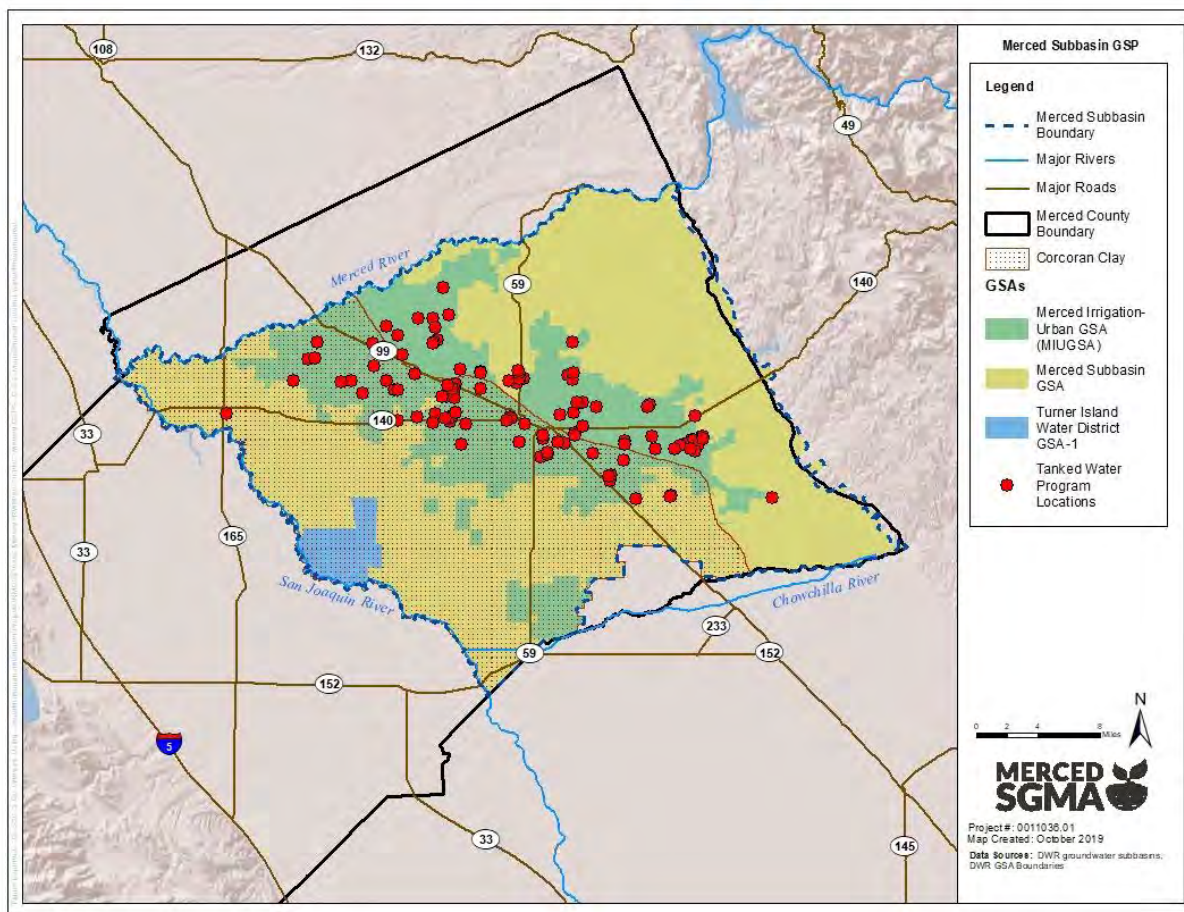 108
132
49
Merced River
59
140
99
140
33
165
33
San Joaquin River
Chowchilla River
233
59
152
152
5
33
145
Merced Subbasin GSP
Legend
Merced Subbasin
Boundary
Major Rivers
Major Roads
Merced County
Boundary
Corcoran Clay
GSAs
Merced Irrigation-
Urban GSA
(MIUGSA)
Merced Subbasin
GSA
Turner Island
Water District
GSA-1
Tanked Water
Program
Locations
N
0 2 4 8
Miles
MERCED
SGMA
Project #: 0011036.01
Map Created: October 2019
Data Sources: DWR groundwater subbasins,
DWR GSA Boundaries